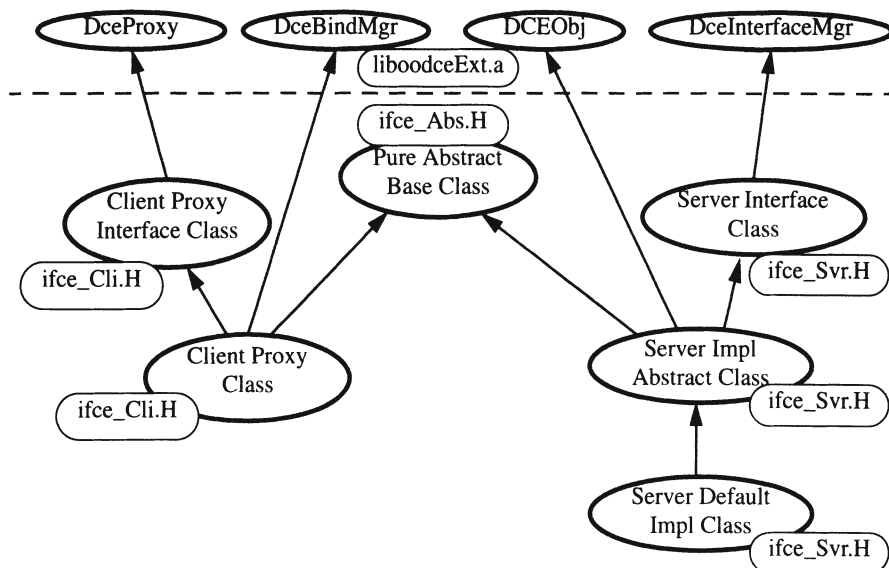 DceProxy
DceBindMgr
DCEObj
DceInterfaceMgr
liboodceExt.a
ifce_Abs.H
Pure Abstract
Base Class
Client Proxy
Interface Class
Server Interface
Class
ifce_Cli.H
ifce_Svr.H
Client Proxy
Class
Server Impl
Abstract Class
ifce_Cli.H
ifce_Svr.H
Server Default
Impl Class
ifce_Svr.H